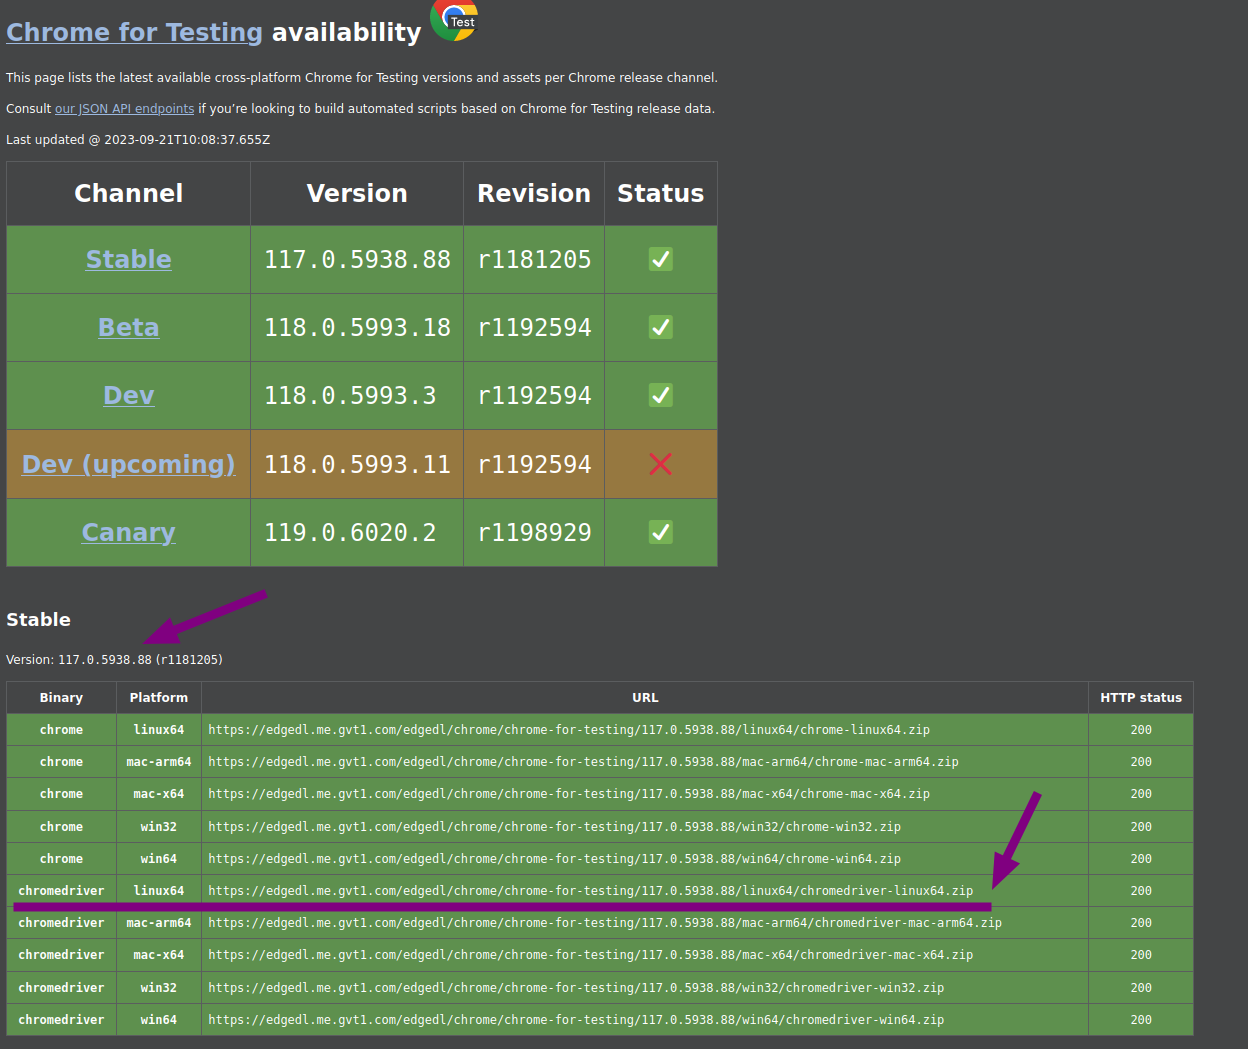 Chrome for Testing availability
Test
This page lists the latest available cross-platform Chrome for Testing versions and assets per Chrome release channel.
Consult our JSON API endpoints if you’re looking to build automated scripts based on Chrome for Testing release data.
Last updated @ 2023-09-21T10:08:37.655Z
Channel Version Revision Status
Stable 117.0.5938.88 r1181205 ✅
Beta 118.0.5993.18 r1192594 ✅
Dev 118.0.5993.3 r1192594 ✅
Dev (upcoming) 118.0.5993.11 r1192594 ❌
Canary 119.0.6020.2 r1198929 ✅
Stable
Version: 117.0.5938.88 (r1181205)
Binary Platform URL HTTP status
chrome linux64 https://edgedl.me.gvt1.com/edgedl/chrome/chrome-for-testing/117.0.5938.88/linux64/chrome-linux64.zip 200
chrome mac-arm64 https://edgedl.me.gvt1.com/edgedl/chrome/chrome-for-testing/117.0.5938.88/mac-arm64/chrome-mac-arm64.zip 200
chrome mac-x64 https://edgedl.me.gvt1.com/edgedl/chrome/chrome-for-testing/117.0.5938.88/mac-x64/chrome-mac-x64.zip 200
chrome win32 https://edgedl.me.gvt1.com/edgedl/chrome/chrome-for-testing/117.0.5938.88/win32/chrome-win32.zip 200
chrome win64 https://edgedl.me.gvt1.com/edgedl/chrome/chrome-for-testing/117.0.5938.88/win64/chrome-win64.zip 200
chromedriver linux64 https://edgedl.me.gvt1.com/edgedl/chrome/chrome-for-testing/117.0.5938.88/linux64/chromedriver-linux64.zip 200
chromedriver mac-arm64 https://edgedl.me.gvt1.com/edgedl/chrome/chrome-for-testing/117.0.5938.88/mac-arm64/chromedriver-mac-arm64.zip 200
chromedriver mac-x64 https://edgedl.me.gvt1.com/edgedl/chrome/chrome-for-testing/117.0.5938.88/mac-x64/chromedriver-mac-x64.zip 200
chromedriver win32 https://edgedl.me.gvt1.com/edgedl/chrome/chrome-for-testing/117.0.5938.88/win32/chromedriver-win32.zip 200
chromedriver win64 https://edgedl.me.gvt1.com/edgedl/chrome/chrome-for-testing/117.0.5938.88/win64/chromedriver-win64.zip 200